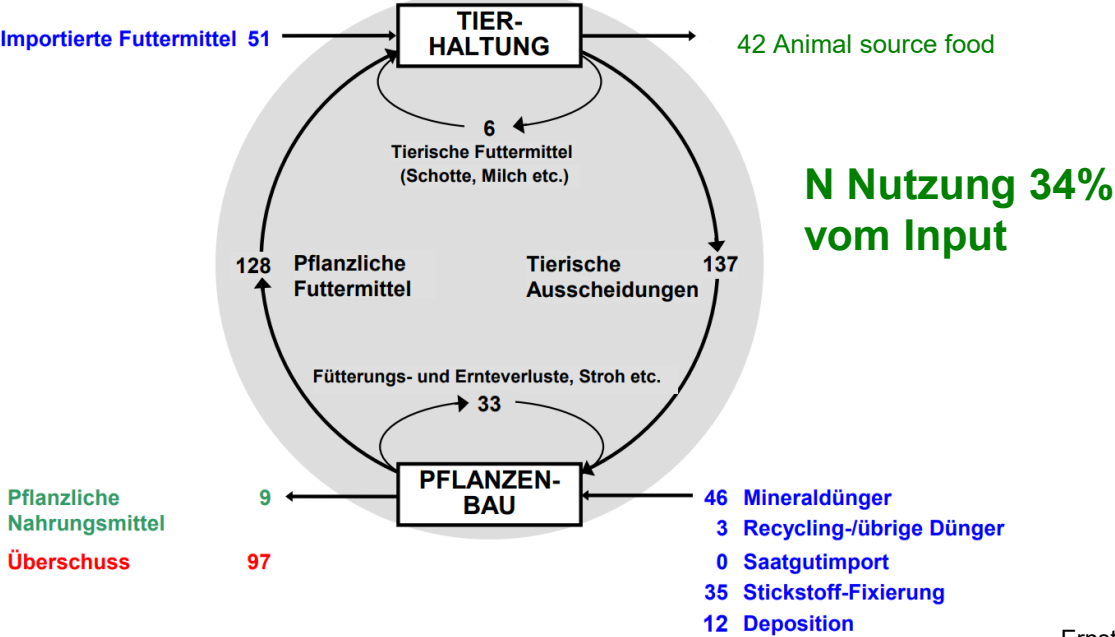 TIER-
HALTUNG
Importierte Futtermittel 51
42 Animal source food
6
Tierische Futtermittel
(Schotte, Milch etc.)
N Nutzung 34%
vom Input
128 Pflanzliche
Futtermittel
Tierische 137
Ausscheidungen
Fütterungs- und Ernteverluste, Stroh etc.
33
PFLANZEN-
BAU
Pflanzliche 9
Nahrungsmittel
Überschuss 97
46 Mineraldünger
3 Recycling-/übrige Dünger
0 Saatgutimport
35 Stickstoff-Fixierung
12 Deposition